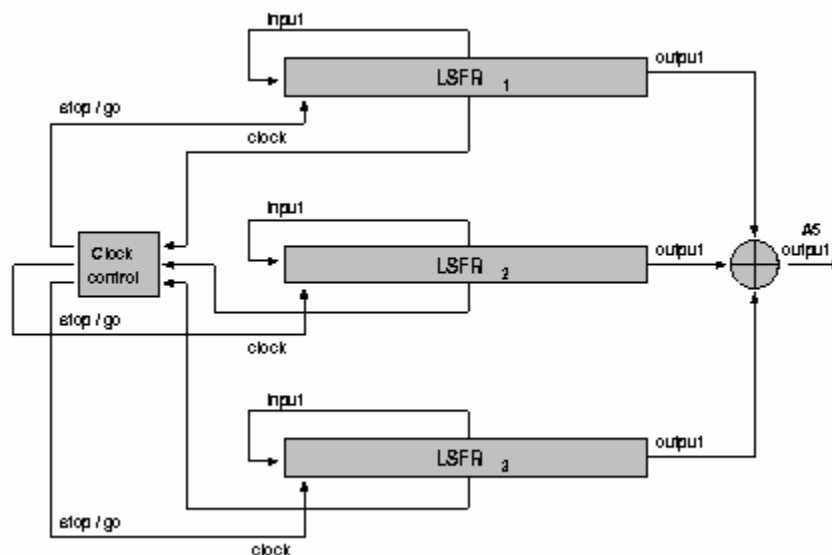 input
LSFR 1
output
stop / go
clock
input
Clock
control
LSFR 2
output
A5
output
stop / go
clock
input
LSFR 3
output
stop / go
clock